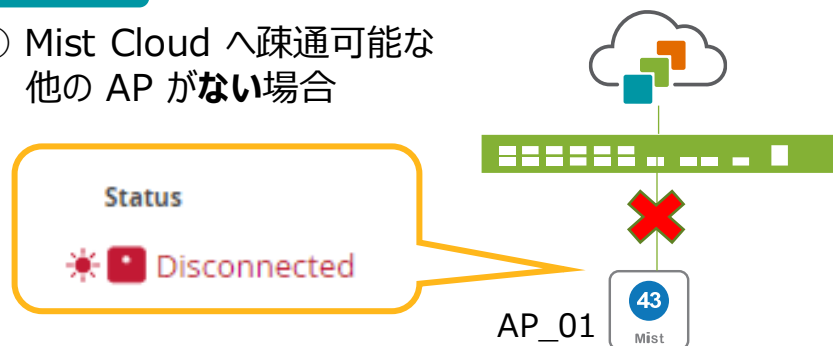 ○ Mist Cloud へ疎通可能な
他の AP がない場合
Status
Disconnected
AP_01
43
Mist